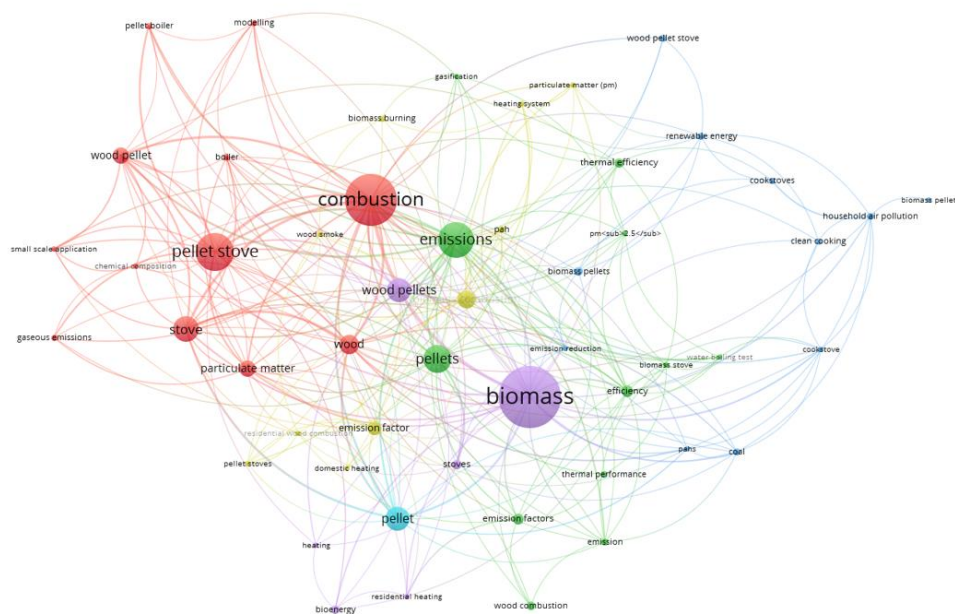 pellet boiler
modelling
wood pellet stove
gasification
particulate matter (pm)
heating system
biomass burning
renewable energy
wood pellet
boiler
thermal efficiency
cookstoves
combustion
biomass pellet
household air pollution
wood smoke
pah
pm<sub>2.5</sub>
emissions
clean cooking
small scale application
pellet stove
chemical composition
biomass pellets
wood pellets
stove
gaseous emissions
wood
emission reduction
cookstove
pellets
water boiling test
biomass stove
particulate matter
efficiency
biomass
emission factor
residential wood combustion
pahs
coal
pellet stoves
domestic heating
stoves
thermal performance
pellet
emission factors
heating
emission
residential heating
bioenergy
wood combustion